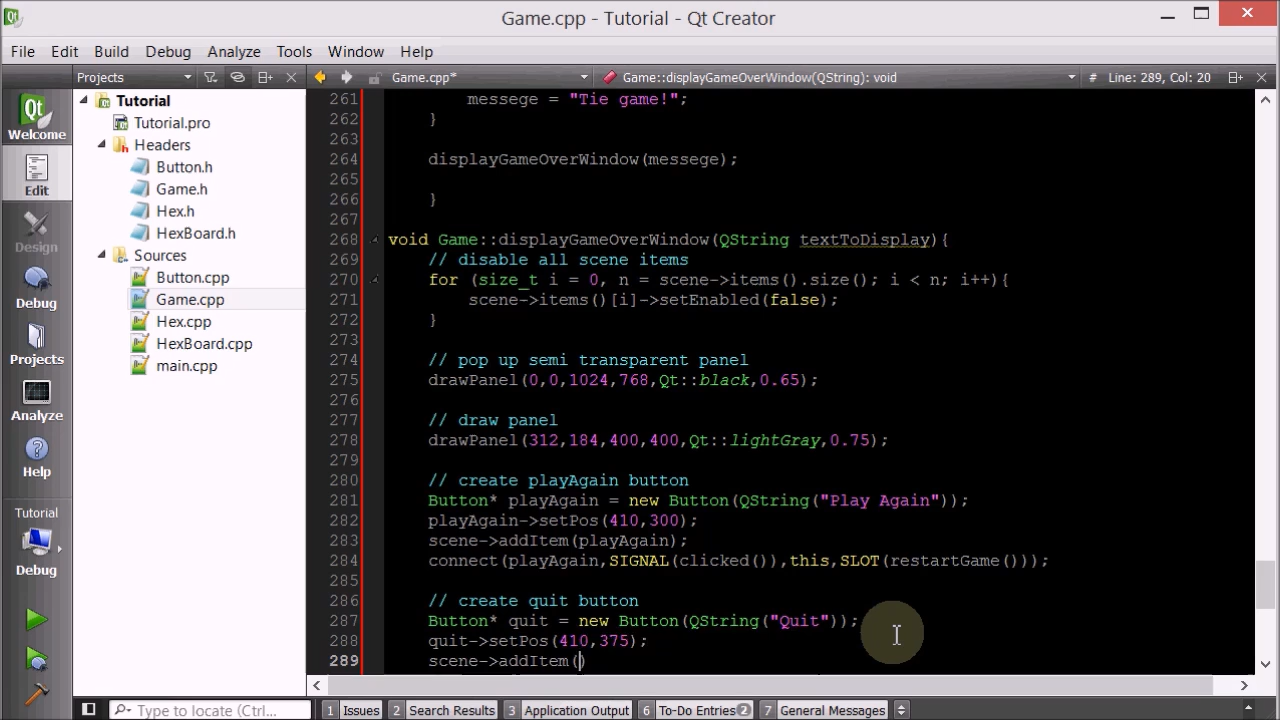 Game.cpp - Tutorial - Qt Creator
File Edit Build Debug Analyze Tools Window Help
Projects Game.cpp* Game::displayGameOverWindow(QString): void # Line: 289, Col: 20
Welcome
Edit
Design
Debug
Projects
Analyze
Help
Tutorial
Debug
Tutorial
Tutorial.pro
Headers
Button.h
Game.h
Hex.h
HexBoard.h
Sources
Button.cpp
Game.cpp
Hex.cpp
HexBoard.cpp
main.cpp
261 messege = "Tie game!";
262 }
263
264 displayGameOverWindow(messege);
265
266 }
267
268 void Game::displayGameOverWindow(QString textToDisplay){
269 // disable all scene items
270 for (size_t i = 0, n = scene->items().size(); i < n; i++){
271 scene->items()[i]->setEnabled(false);
272 }
273
274 // pop up semi transparent panel
275 drawPanel(0,0,1024,768,Qt::black,0.65);
276
277 // draw panel
278 drawPanel(312,184,400,400,Qt::lightGray,0.75);
279
280 // create playAgain button
281 Button* playAgain = new Button(QString("Play Again"));
282 playAgain->setPos(410,300);
283 scene->addItem(playAgain);
284 connect(playAgain,SIGNAL(clicked()),this,SLOT(restartGame()));
285
286 // create quit button
287 Button* quit = new Button(QString("Quit"));
288 quit->setPos(410,375);
289 scene->addItem()
Type to locate (Ctrl... 1 Issues 2 Search Results 3 Application Output 6 To-Do Entries 2 7 General Messages